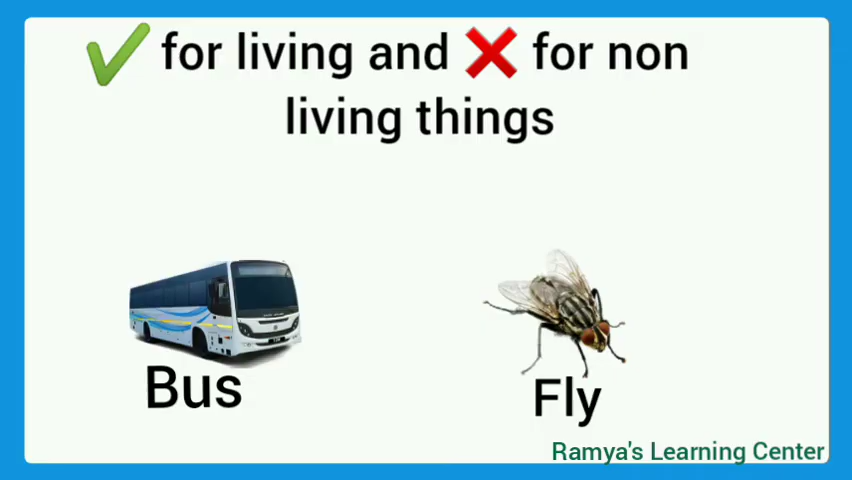 ✔ for living and ❌ for non
living things
Bus
Fly
Ramya's Learning Center